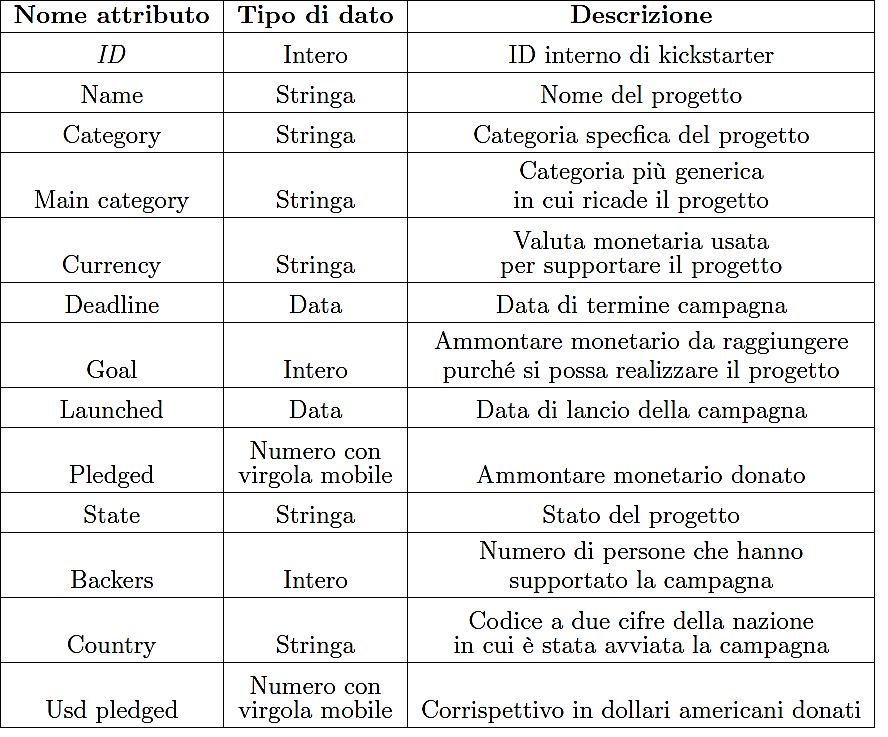 Nome attributo Tipo di dato Descrizione
ID Intero ID interno di kickstarter
Name Stringa Nome del progetto
Category Stringa Categoria specfica del progetto
Categoria più generica
Main category Stringa in cui ricade il progetto
Valuta monetaria usata
Currency Stringa per supportare il progetto
Deadline Data Data di termine campagna
Ammontare monetario da raggiungere
Goal Intero purché si possa realizzare il progetto
Launched Data Data di lancio della campagna
Numero con
Pledged virgola mobile Ammontare monetario donato
State Stringa Stato del progetto
Numero di persone che hanno
Backers Intero supportato la campagna
Codice a due cifre della nazione
Country Stringa in cui è stata avviata la campagna
Numero con
Usd pledged virgola mobile Corrispettivo in dollari americani donati